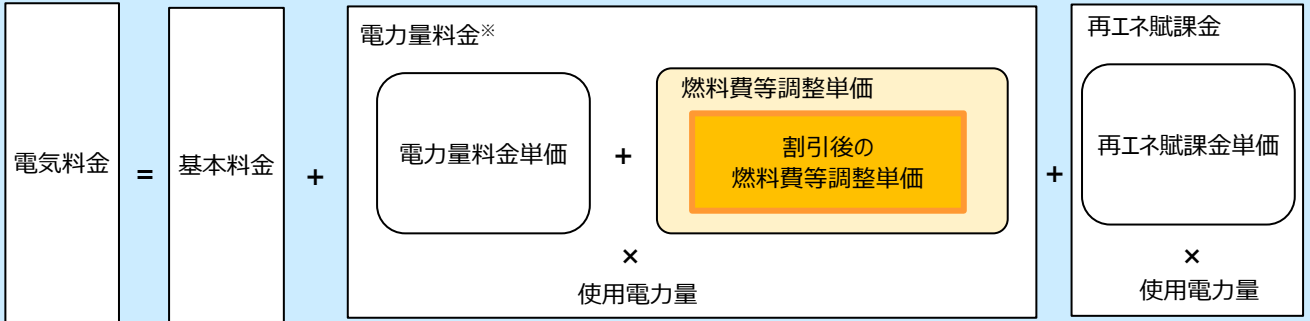 電気料金
=
基本料金
+
電力量料金※
電力量料金単価
+
燃料費等調整単価
割引後の
燃料費等調整単価
×
使用電力量
+
再エネ賦課金
再エネ賦課金単価
×
使用電力量